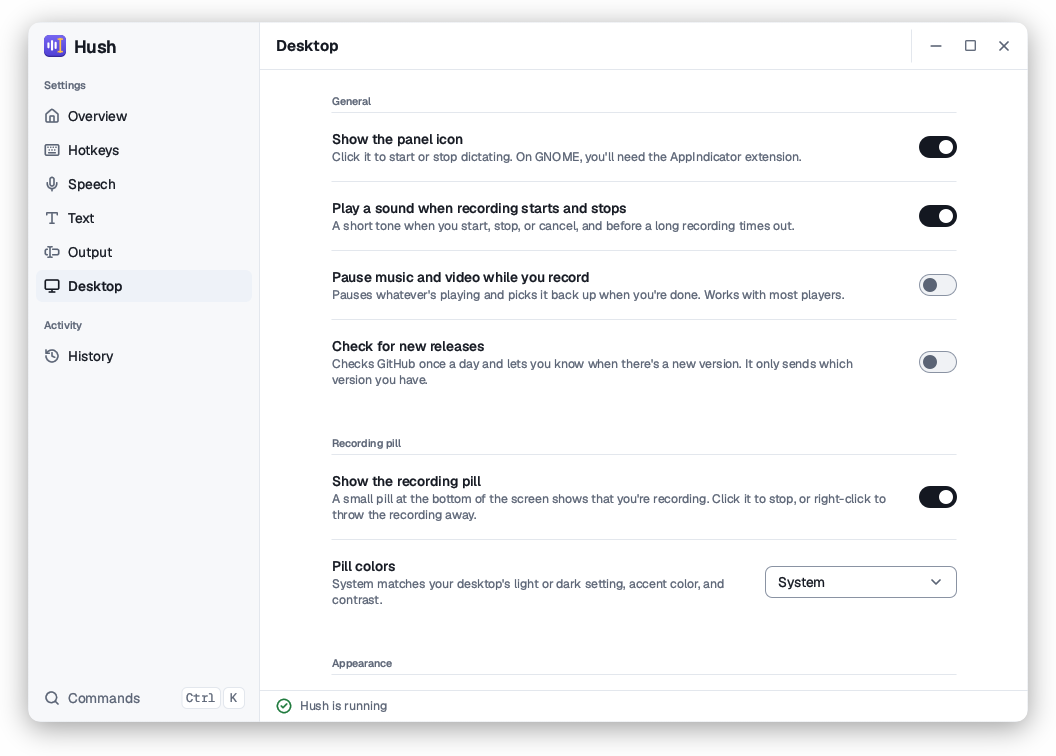 Hush
Desktop
Settings
Overview
Hotkeys
Speech
Text
Output
Desktop
Activity
History
Commands
Ctrl K
General
Show the panel icon
Click it to start or stop dictating. On GNOME, you'll need the AppIndicator extension.
Play a sound when recording starts and stops
A short tone when you start, stop, or cancel, and before a long recording times out.
Pause music and video while you record
Pauses whatever's playing and picks it back up when you're done. Works with most players.
Check for new releases
Checks GitHub once a day and lets you know when there's a new version. It only sends which
version you have.
Recording pill
Show the recording pill
A small pill at the bottom of the screen shows that you're recording. Click it to stop, or right-click to
throw the recording away.
Pill colors
System matches your desktop's light or dark setting, accent color, and
contrast.
System
Appearance
Hush is running